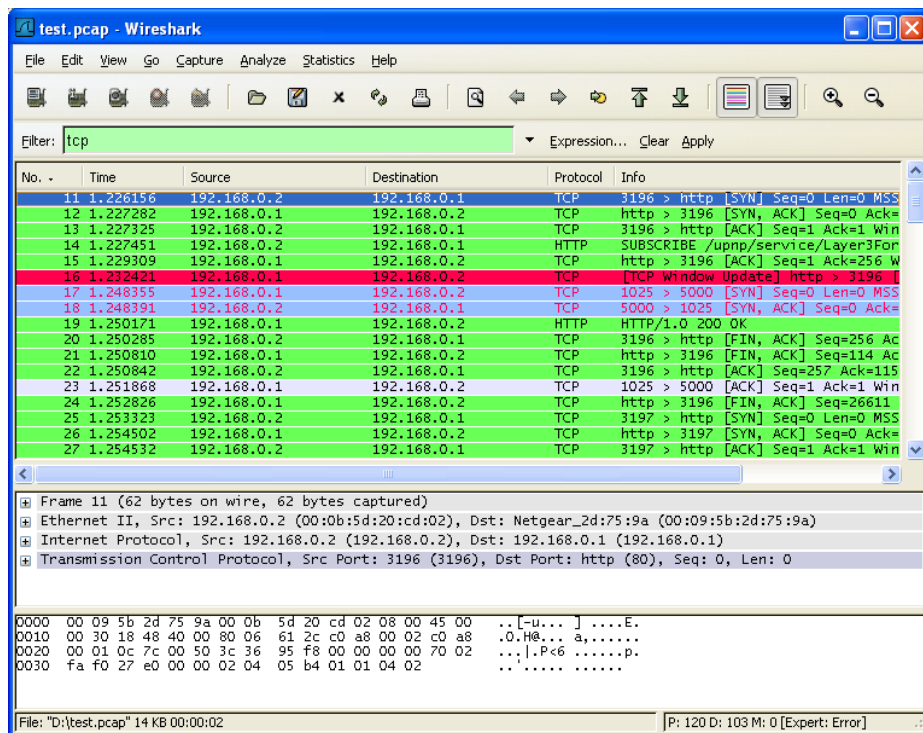 test.pcap - Wireshark
File Edit View Go Capture Analyze Statistics Help
Filter: tcp Expression... Clear Apply
No. - Time Source Destination Protocol Info
11 1.226156 192.168.0.2 192.168.0.1 TCP 3196 > http [SYN] Seq=0 Len=0 MSS
12 1.227282 192.168.0.1 192.168.0.2 TCP http > 3196 [SYN, ACK] Seq=0 Ack=
13 1.227325 192.168.0.2 192.168.0.1 TCP 3196 > http [ACK] Seq=1 Ack=1 Win
14 1.227451 192.168.0.2 192.168.0.1 HTTP SUBSCRIBE /upnp/service/Layer3For
15 1.229309 192.168.0.1 192.168.0.2 TCP http > 3196 [ACK] Seq=1 Ack=256 W
16 1.232421 192.168.0.1 192.168.0.2 TCP [TCP Window Update] http > 3196 [
17 1.248355 192.168.0.1 192.168.0.2 TCP 1025 > 5000 [SYN] Seq=0 Len=0 MSS
18 1.248391 192.168.0.2 192.168.0.1 TCP 5000 > 1025 [SYN, ACK] Seq=0 Ack=
19 1.250171 192.168.0.1 192.168.0.2 HTTP HTTP/1.0 200 OK
20 1.250285 192.168.0.2 192.168.0.1 TCP 3196 > http [FIN, ACK] Seq=256 Ac
21 1.250810 192.168.0.1 192.168.0.2 TCP http > 3196 [FIN, ACK] Seq=114 Ac
22 1.250842 192.168.0.2 192.168.0.1 TCP 3196 > http [ACK] Seq=257 Ack=115
23 1.251868 192.168.0.1 192.168.0.2 TCP 1025 > 5000 [ACK] Seq=1 Ack=1 Win
24 1.252826 192.168.0.1 192.168.0.2 TCP http > 3196 [FIN, ACK] Seq=26611
25 1.253323 192.168.0.2 192.168.0.1 TCP 3197 > http [SYN] Seq=0 Len=0 MSS
26 1.254502 192.168.0.1 192.168.0.2 TCP http > 3197 [SYN, ACK] Seq=0 Ack=
27 1.254532 192.168.0.2 192.168.0.1 TCP 3197 > http [ACK] Seq=1 Ack=1 Win
Frame 11 (62 bytes on wire, 62 bytes captured)
Ethernet II, Src: 192.168.0.2 (00:0b:5d:20:cd:02), Dst: Netgear_2d:75:9a (00:09:5b:2d:75:9a)
Internet Protocol, Src: 192.168.0.2 (192.168.0.2), Dst: 192.168.0.1 (192.168.0.1)
Transmission Control Protocol, Src Port: 3196 (3196), Dst Port: http (80), Seq: 0, Len: 0
0000 00 09 5b 2d 75 9a 00 0b 5d 20 cd 02 08 00 45 00 ..[-u... ] ....E.
0010 00 30 18 48 40 00 80 06 61 2c c0 a8 00 02 c0 a8 .0.H@... a,......
0020 00 01 0c 7c 00 50 3c 36 95 f8 00 00 00 00 70 02 ...|.P<6 ......p.
0030 fa f0 27 e0 00 00 02 04 05 b4 01 01 04 02 ..'..... ......
File: "D:\test.pcap" 14 KB 00:00:02 P: 120 D: 103 M: 0 [Expert: Error]